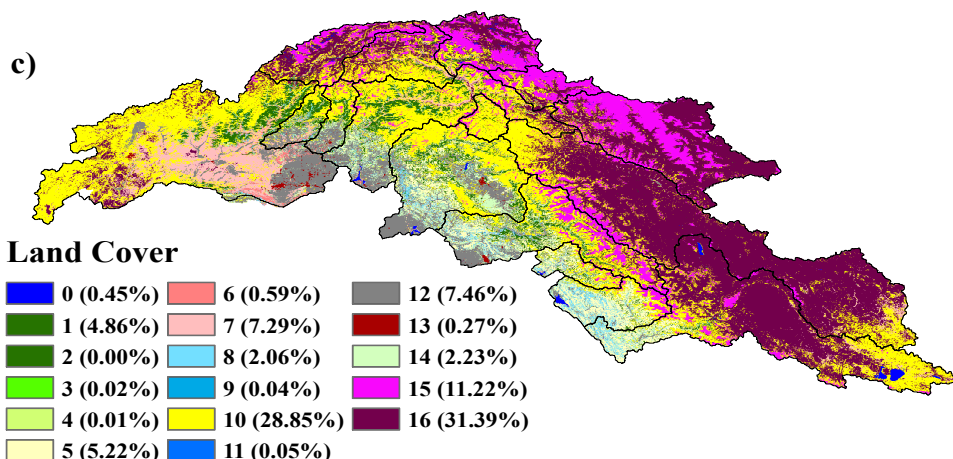 c)
Land Cover
0 (0.45%) 6 (0.59%) 12 (7.46%)
1 (4.86%) 7 (7.29%) 13 (0.27%)
2 (0.00%) 8 (2.06%) 14 (2.23%)
3 (0.02%) 9 (0.04%) 15 (11.22%)
4 (0.01%) 10 (28.85%) 16 (31.39%)
5 (5.22%) 11 (0.05%)